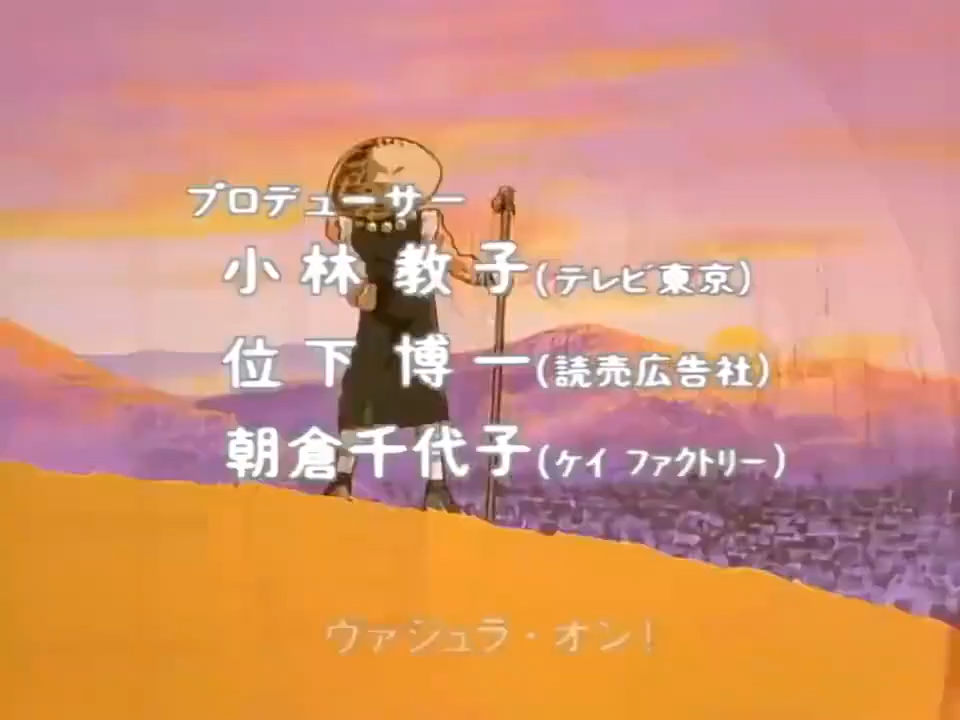 プロデューサー
小林 教子(テレビ東京)
位下 博一(読売広告社)
朝倉千代子(ケイ ファクトリー)
ウァジュラ・オン!